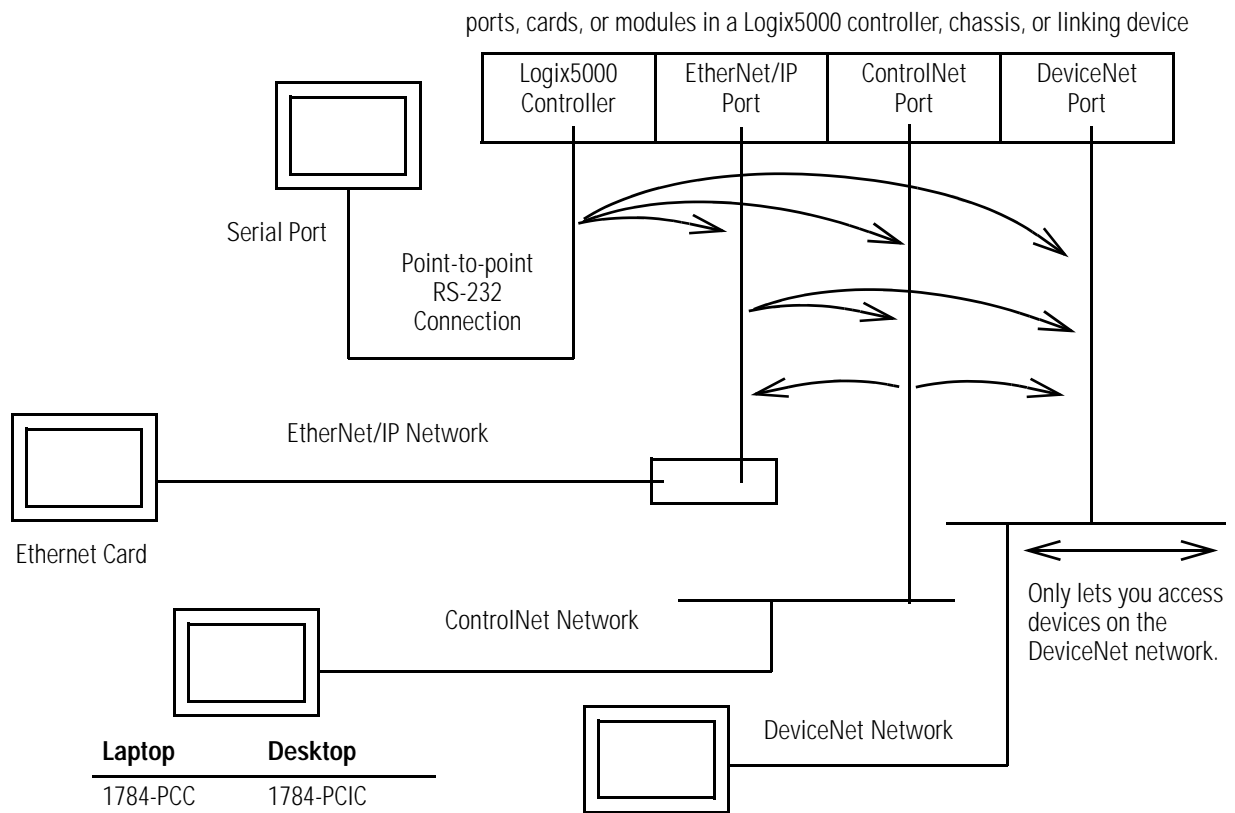 ports, cards, or modules in a Logix5000 controller, chassis, or linking device
Logix5000
Controller
EtherNet/IP
Port
ControlNet
Port
DeviceNet
Port
Serial Port
Point-to-point
RS-232
Connection
EtherNet/IP Network
Ethernet Card
Only lets you access
devices on the
DeviceNet network.
ControlNet Network
DeviceNet Network
Laptop Desktop
1784-PCC 1784-PCIC